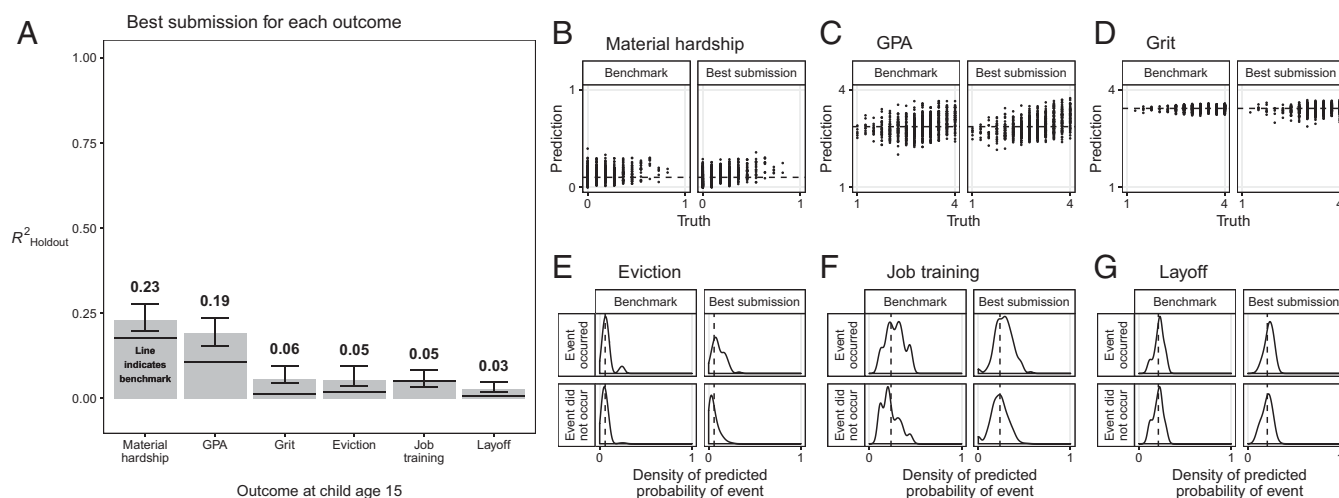 A
Best submission for each outcome
1.00
0.75
0.50
0.25
0.00
R²Holdout
0.23
0.19
0.06
0.05
0.05
0.03
Line
indicates
benchmark
Material
hardship
GPA
Grit
Eviction
Job
training
Layoff
Outcome at child age 15
B
Material hardship
Benchmark
Best submission
Prediction
1
0
0
1
0
1
Truth
C
GPA
Benchmark
Best submission
Prediction
4
1
1
4
1
4
Truth
D
Grit
Benchmark
Best submission
Prediction
4
1
1
4
1
4
Truth
E
Eviction
Benchmark
Best submission
Event
occurred
Event did
not occur
0
1
0
1
Density of predicted
probability of event
F
Job training
Benchmark
Best submission
Event
occurred
Event did
not occur
0
1
0
1
Density of predicted
probability of event
G
Layoff
Benchmark
Best submission
Event
occurred
Event did
not occur
0
1
0
1
Density of predicted
probability of event